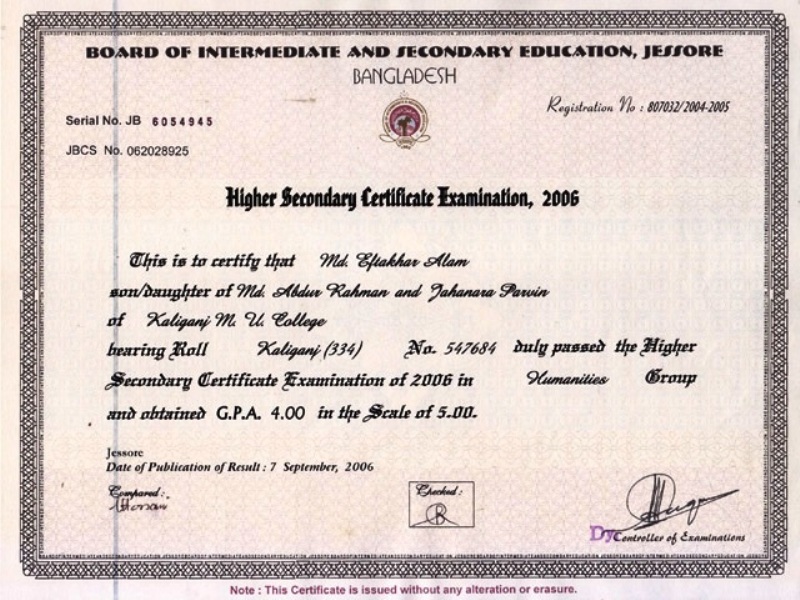 BOARD OF INTERMEDIATE AND SECONDARY EDUCATION, JESSORE
BANGLADESH
Registration No : 807032/2004-2005
Serial No. JB 6054945
JBCS No. 062028925
Higher Secondary Certificate Examination, 2006
This is to certify that Md. Eftakhar Alam
son/daughter of Md. Abdur Rahman and Jahanara Parvin
of Kaliganj M. U. College
bearing Roll Kaliganj (334) No. 547684 duly passed the Higher
Secondary Certificate Examination of 2006 in Humanities Group
and obtained G.P.A. 4.00 in the Scale of 5.00.
Jessore
Date of Publication of Result : 7 September, 2006
Compared :
Checked :
Dy Controller of Examinations
Note : This Certificate is issued without any alteration or erasure.